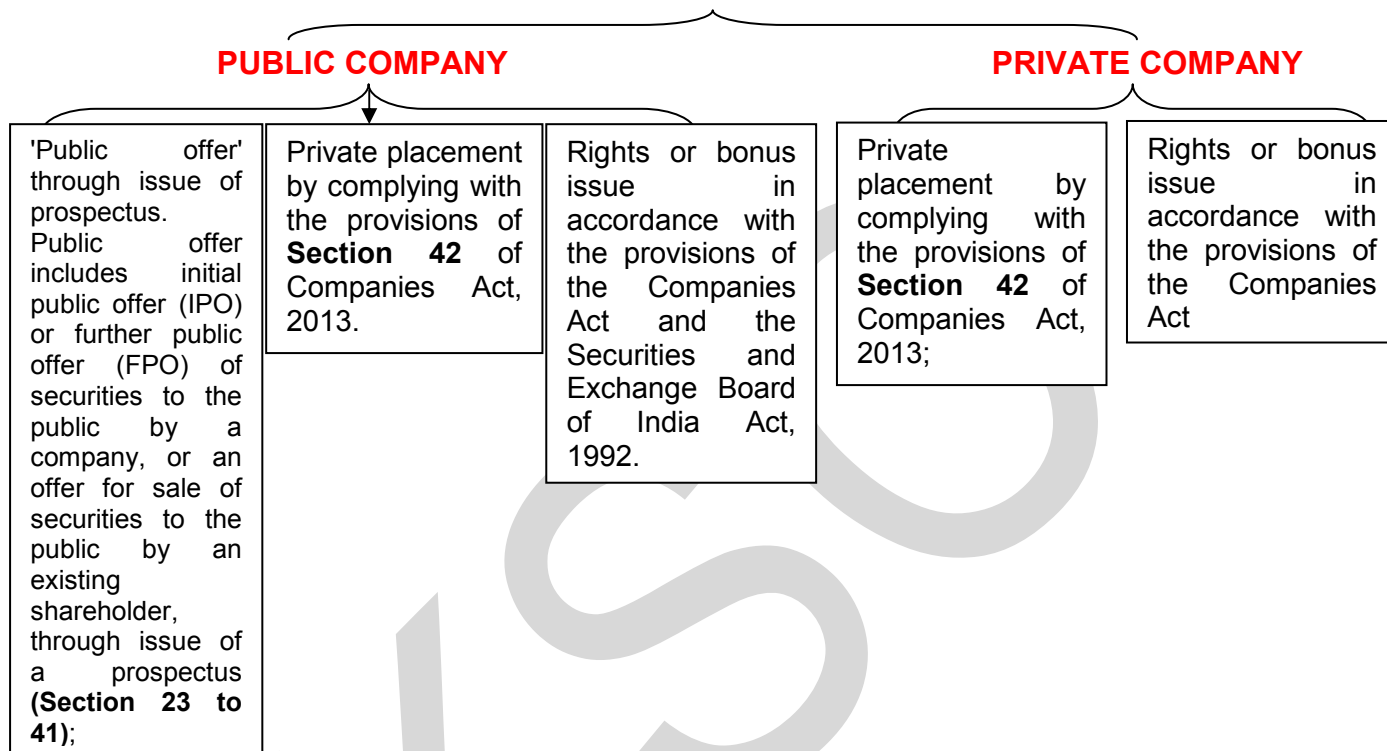 PUBLIC COMPANY
PRIVATE COMPANY
'Public offer'
through issue of
prospectus.
Public offer
includes initial
public offer (IPO)
or further public
offer (FPO) of
securities to the
public by a
company, or an
offer for sale of
securities to the
public by an
existing
shareholder,
through issue of
a prospectus
(Section 23 to
41);
Private placement
by complying with
the provisions of
Section 42 of
Companies Act,
2013.
Rights or bonus
issue in
accordance with
the provisions of
the Companies
Act and the
Securities and
Exchange Board
of India Act,
1992.
Private
placement by
complying with
the provisions of
Section 42 of
Companies Act,
2013;
Rights or bonus
issue in
accordance with
the provisions of
the Companies
Act